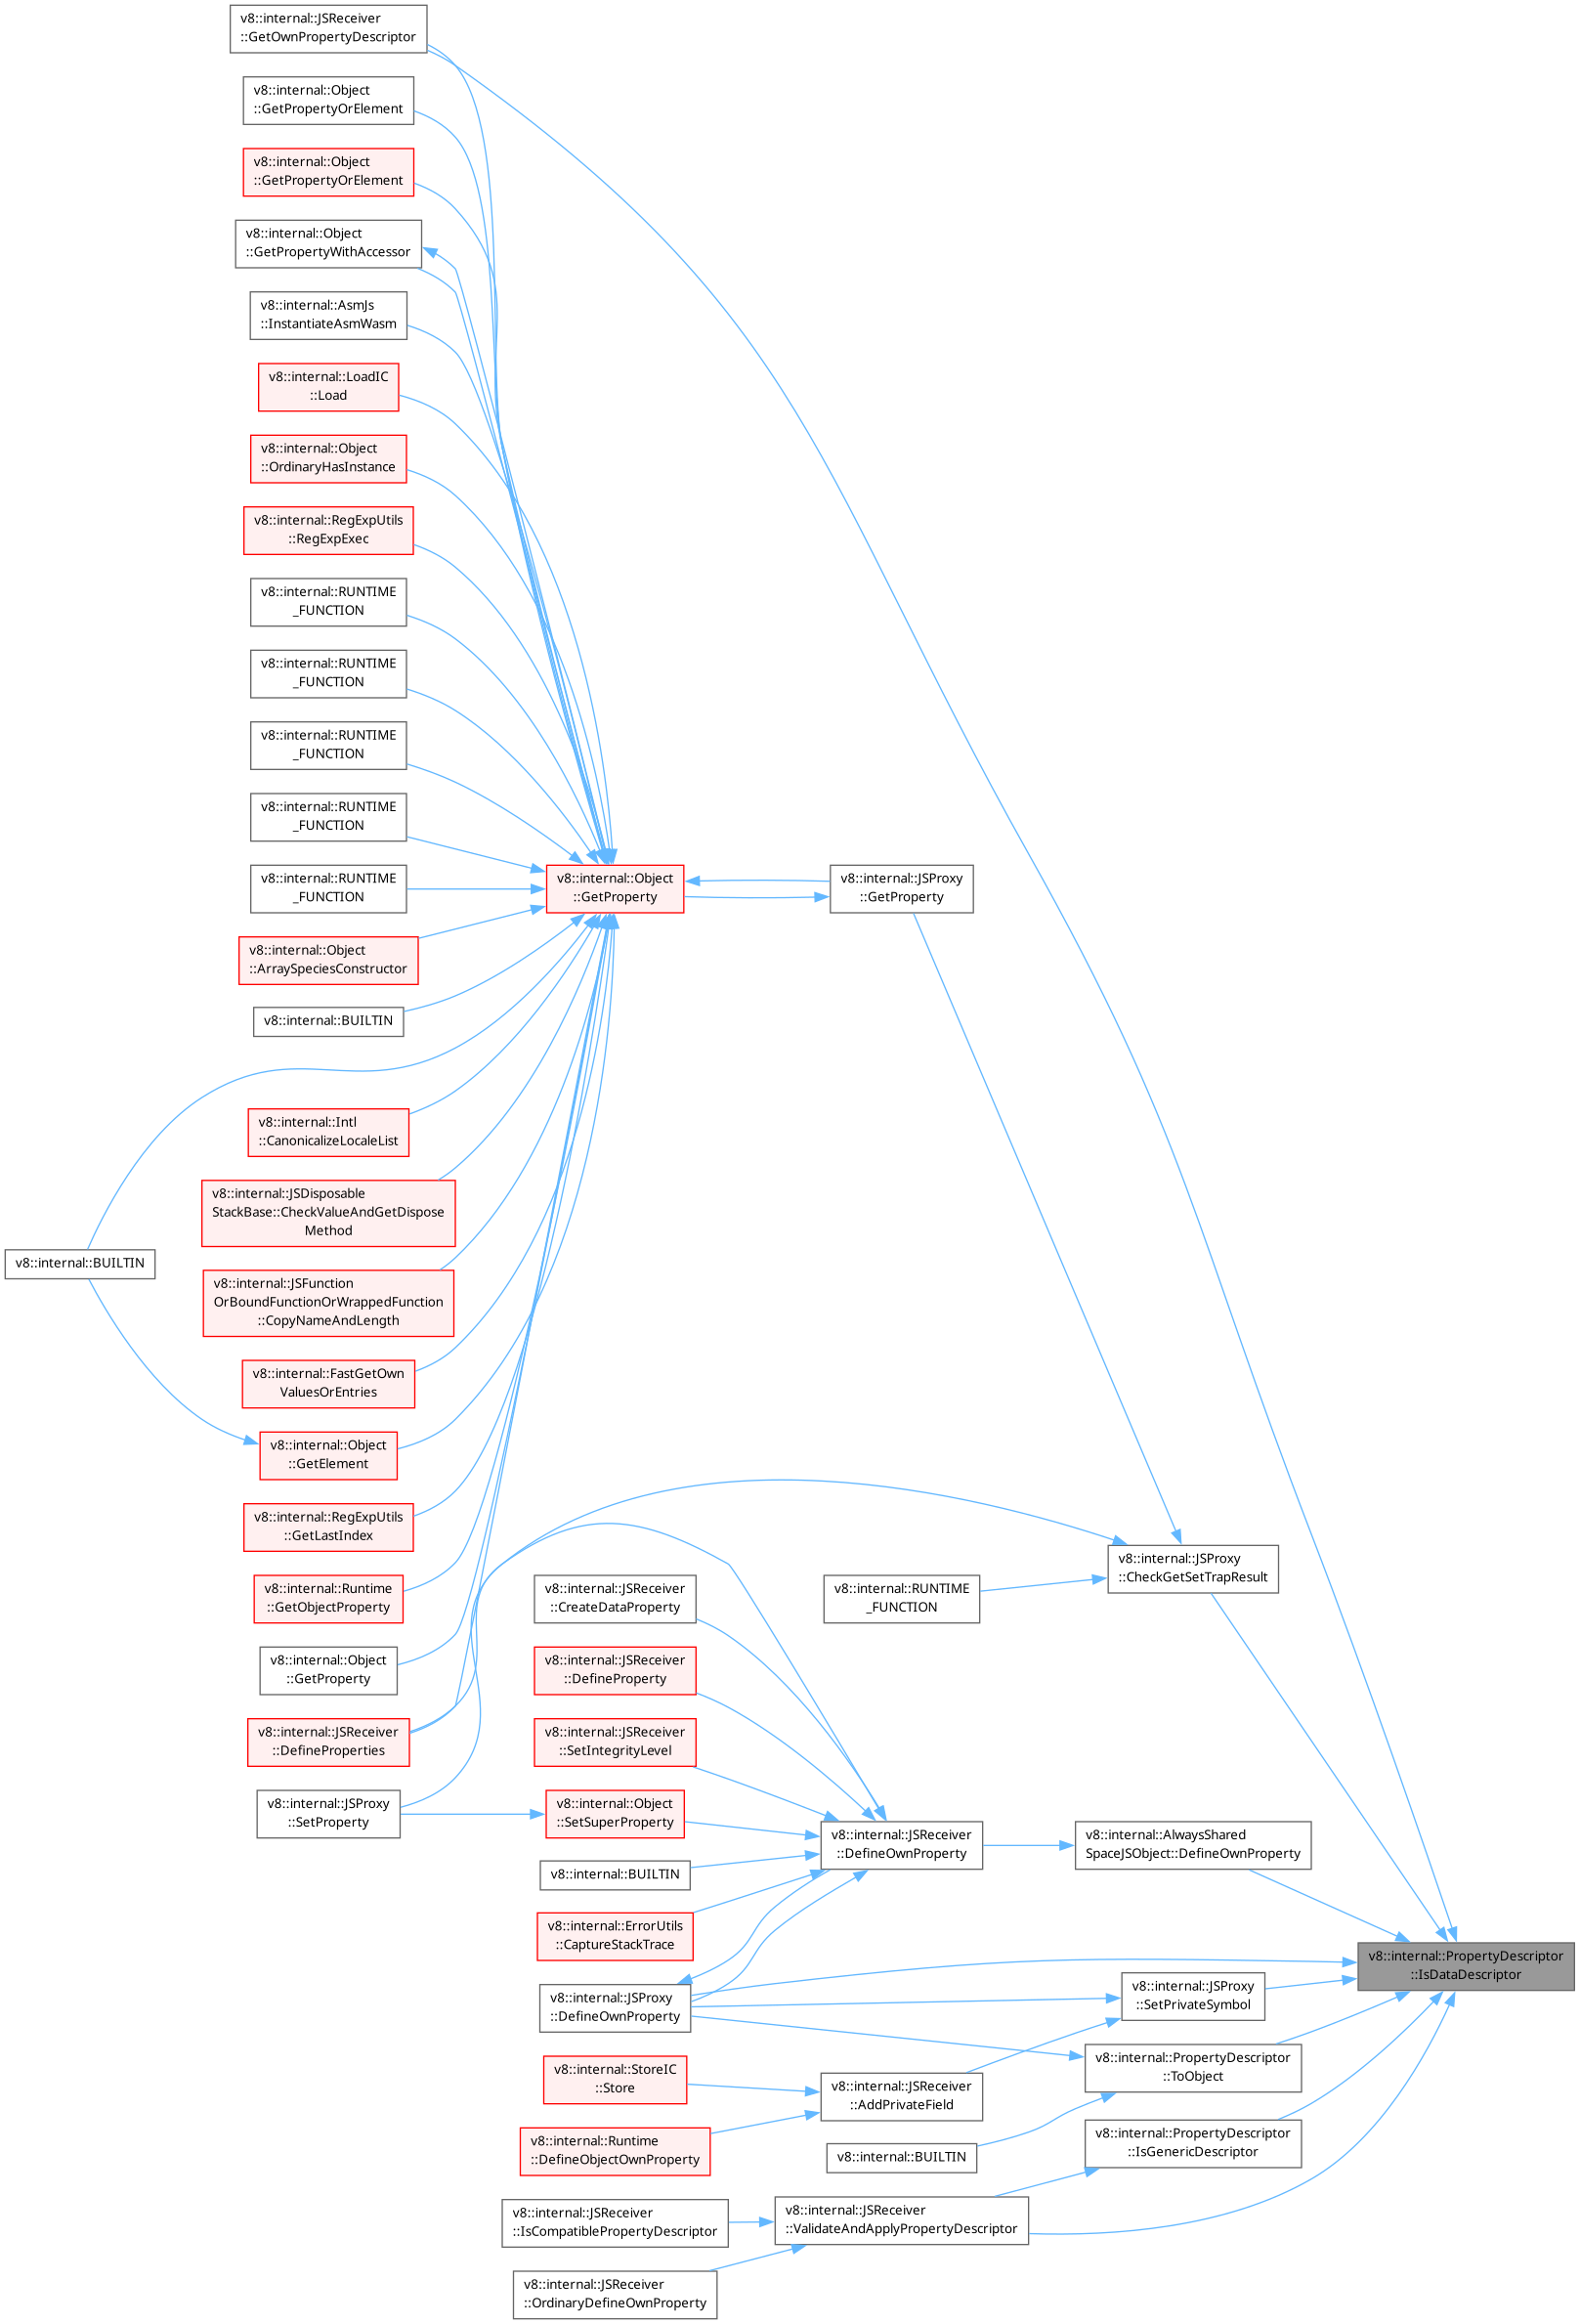 v8::internal::JSReceiver
::GetOwnPropertyDescriptor
v8::internal::Object
::GetPropertyOrElement
v8::internal::Object
::GetPropertyOrElement
v8::internal::Object
::GetPropertyWithAccessor
v8::internal::AsmJs
::InstantiateAsmWasm
v8::internal::LoadIC
::Load
v8::internal::Object
::OrdinaryHasInstance
v8::internal::RegExpUtils
::RegExpExec
v8::internal::RUNTIME
_FUNCTION
v8::internal::RUNTIME
_FUNCTION
v8::internal::RUNTIME
_FUNCTION
v8::internal::RUNTIME
_FUNCTION
v8::internal::RUNTIME
_FUNCTION
v8::internal::Object
::GetProperty
v8::internal::JSProxy
::GetProperty
v8::internal::Object
::ArraySpeciesConstructor
v8::internal::BUILTIN
v8::internal::Intl
::CanonicalizeLocaleList
v8::internal::JSDisposable
StackBase::CheckValueAndGetDispose
Method
v8::internal::BUILTIN
v8::internal::JSFunction
OrBoundFunctionOrWrappedFunction
::CopyNameAndLength
v8::internal::FastGetOwn
ValuesOrEntries
v8::internal::Object
::GetElement
v8::internal::RegExpUtils
::GetLastIndex
v8::internal::JSProxy
::CheckGetSetTrapResult
v8::internal::Runtime
::GetObjectProperty
v8::internal::JSReceiver
::CreateDataProperty
v8::internal::RUNTIME
_FUNCTION
v8::internal::Object
::GetProperty
v8::internal::JSReceiver
::DefineProperty
v8::internal::JSReceiver
::DefineProperties
v8::internal::JSReceiver
::SetIntegrityLevel
v8::internal::JSProxy
::SetProperty
v8::internal::Object
::SetSuperProperty
v8::internal::JSReceiver
::DefineOwnProperty
v8::internal::AlwaysShared
SpaceJSObject::DefineOwnProperty
v8::internal::BUILTIN
v8::internal::ErrorUtils
::CaptureStackTrace
v8::internal::PropertyDescriptor
::IsDataDescriptor
v8::internal::JSProxy
::DefineOwnProperty
v8::internal::JSProxy
::SetPrivateSymbol
v8::internal::StoreIC
::Store
v8::internal::JSReceiver
::AddPrivateField
v8::internal::PropertyDescriptor
::ToObject
v8::internal::Runtime
::DefineObjectOwnProperty
v8::internal::BUILTIN
v8::internal::PropertyDescriptor
::IsGenericDescriptor
v8::internal::JSReceiver
::IsCompatiblePropertyDescriptor
v8::internal::JSReceiver
::ValidateAndApplyPropertyDescriptor
v8::internal::JSReceiver
::OrdinaryDefineOwnProperty